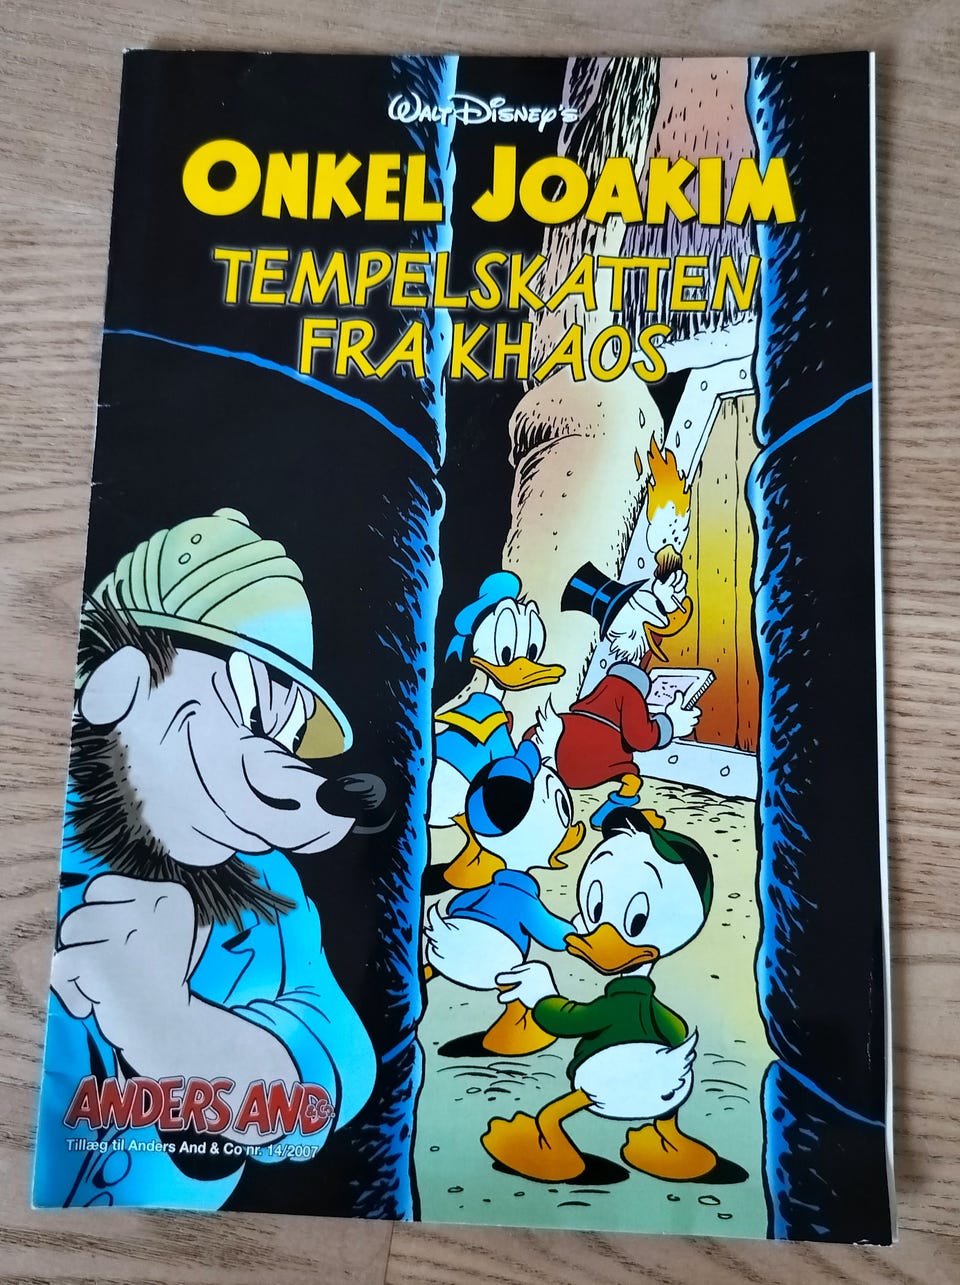 Walt Disney's
ONKEL JOAKIM
TEMPELSKATTEN
FRA KHAOS
ANDERS AND &Co.
Tillæg til Anders And & Co nr. 14/2007